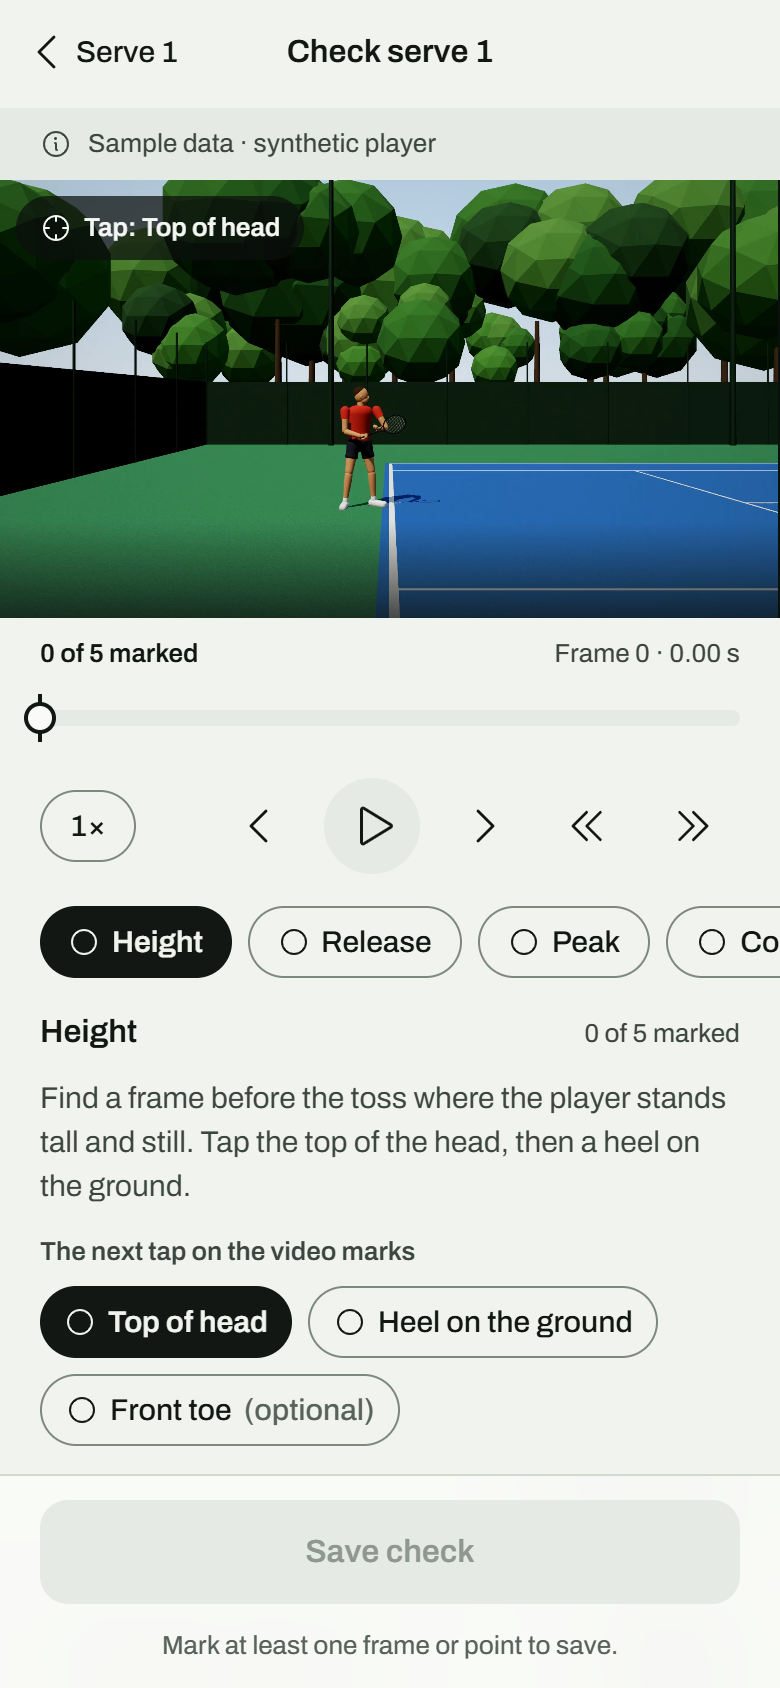 Serve 1
Check serve 1
Sample data · synthetic player
Tap: Top of head
0 of 5 marked
Frame 0 · 0.00 s
1×
Height
Release
Peak
Co
Height
0 of 5 marked
Find a frame before the toss where the player stands
tall and still. Tap the top of the head, then a heel on
the ground.
The next tap on the video marks
Top of head
Heel on the ground
Front toe (optional)
Save check
Mark at least one frame or point to save.